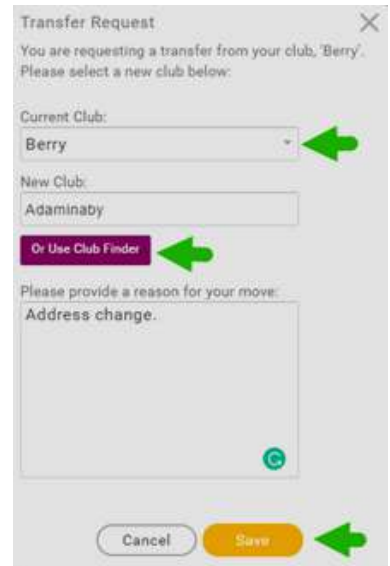 Transfer Request
You are requesting a transfer from your club, 'Berry'.
Please select a new club below:
Current Club:
Berry
New Club:
Adaminaby
Or Use Club Finder
Please provide a reason for your move:
Address change.
Cancel
Save